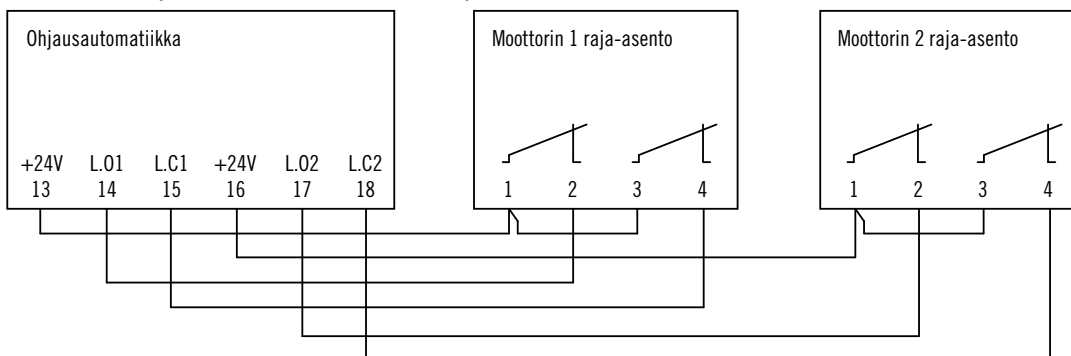 Ohjausautomatiikka
+24V L.O1 L.C1 +24V L.O2 L.C2
13 14 15 16 17 18
Moottorin 1 raja-asento
1 2 3 4
Moottorin 2 raja-asento
1 2 3 4